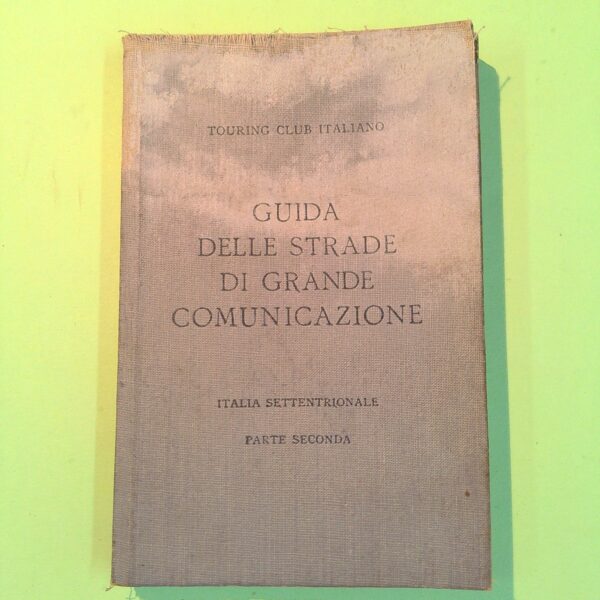 TOURING CLUB ITALIANO
GUIDA
DELLE STRADE
DI GRANDE
COMUNICAZIONE
ITALIA SETTENTRIONALE
PARTE SECONDA